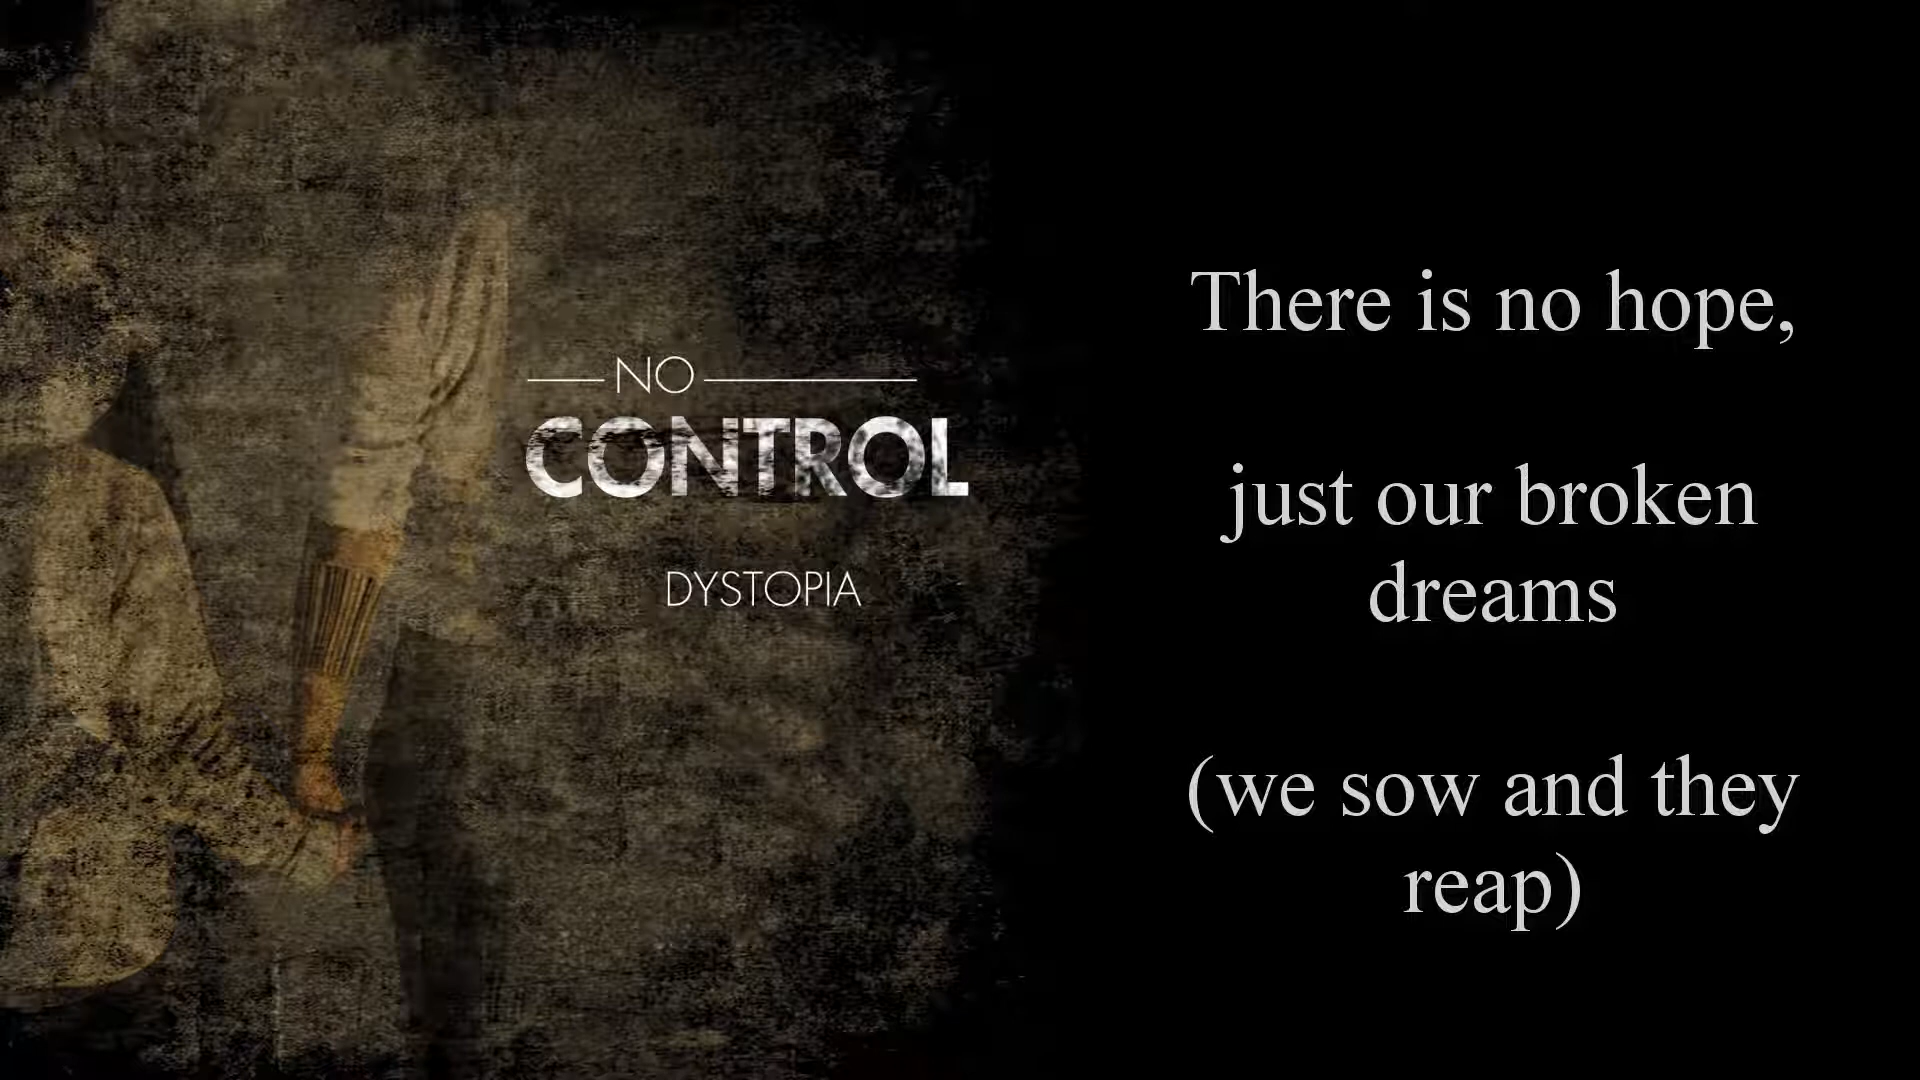 NO
CONTROL
DYSTOPIA
There is no hope,
just our broken
dreams
(we sow and they
reap)